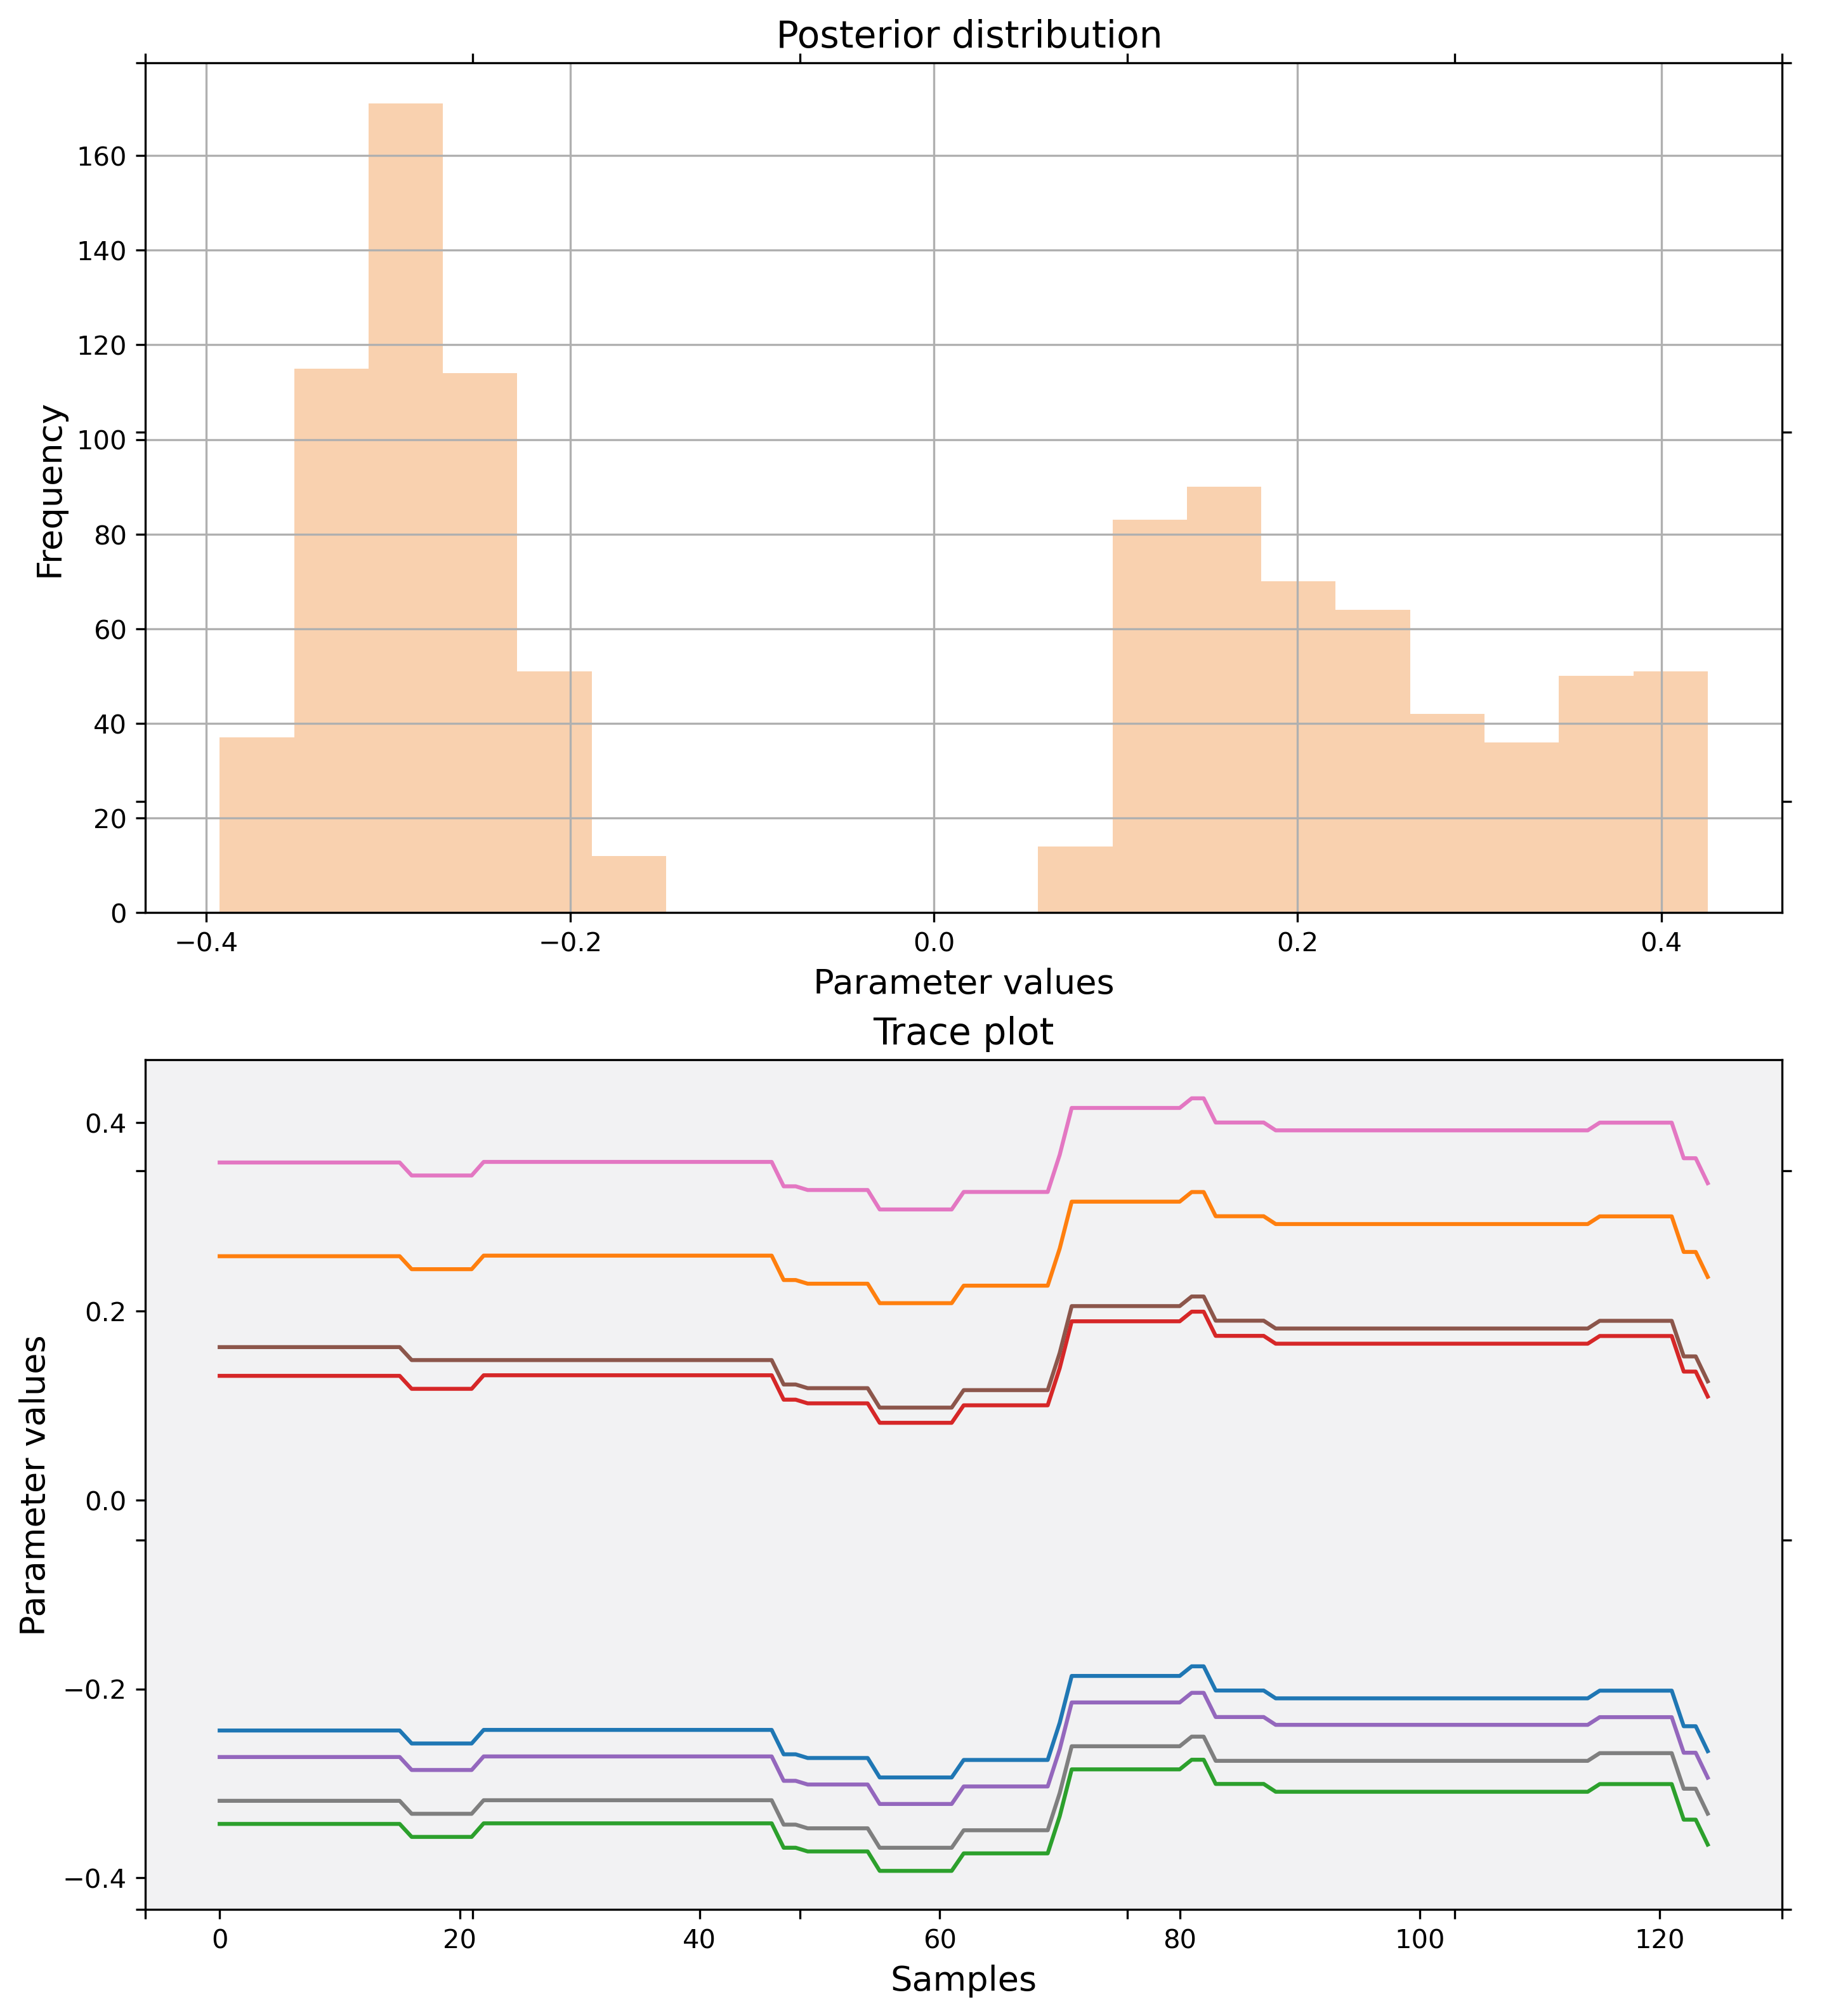 Posterior distribution
160
140
120
100
80
60
40
20
0
Frequency
−0.4 −0.2 0.0 0.2 0.4
Parameter values
Trace plot
0.4
0.2
0.0
−0.2
−0.4
Parameter values
0 20 40 60 80 100 120
Samples